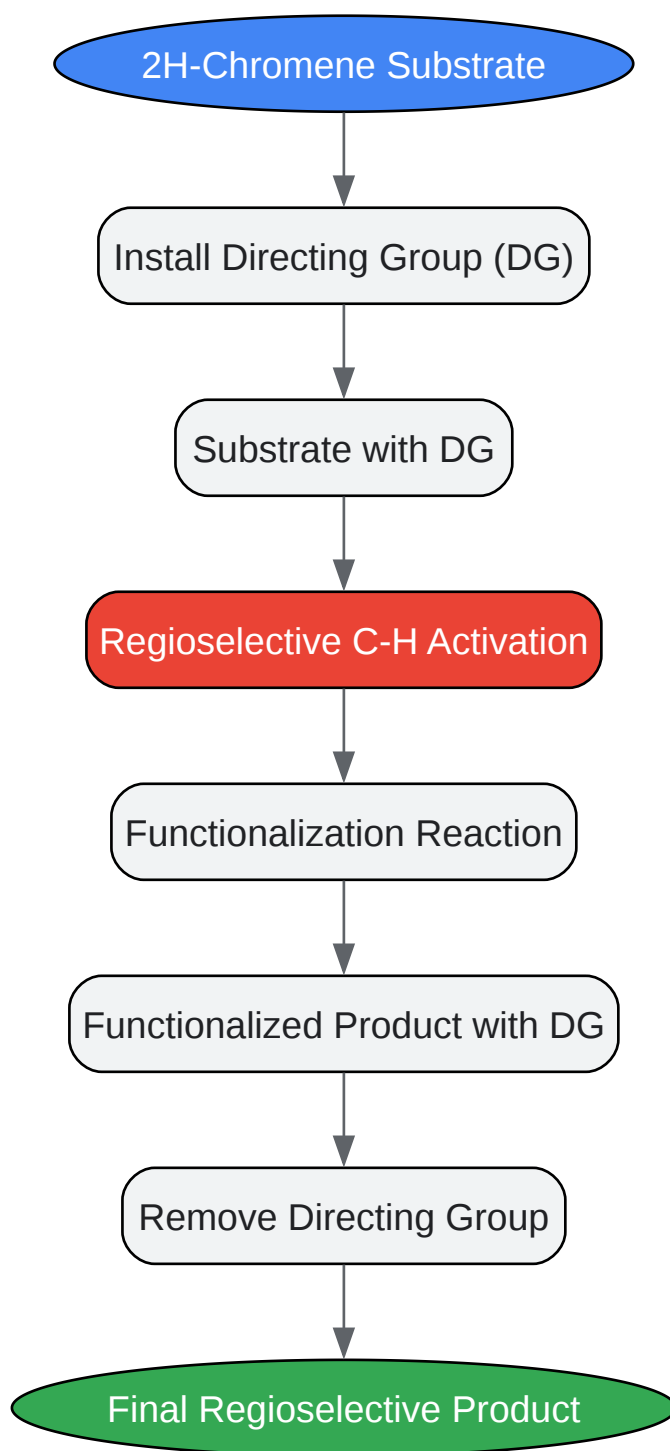 2H-Chromene Substrate
Install Directing Group (DG)
Substrate with DG
Regioselective C-H Activation
Functionalization Reaction
Functionalized Product with DG
Remove Directing Group
Final Regioselective Product